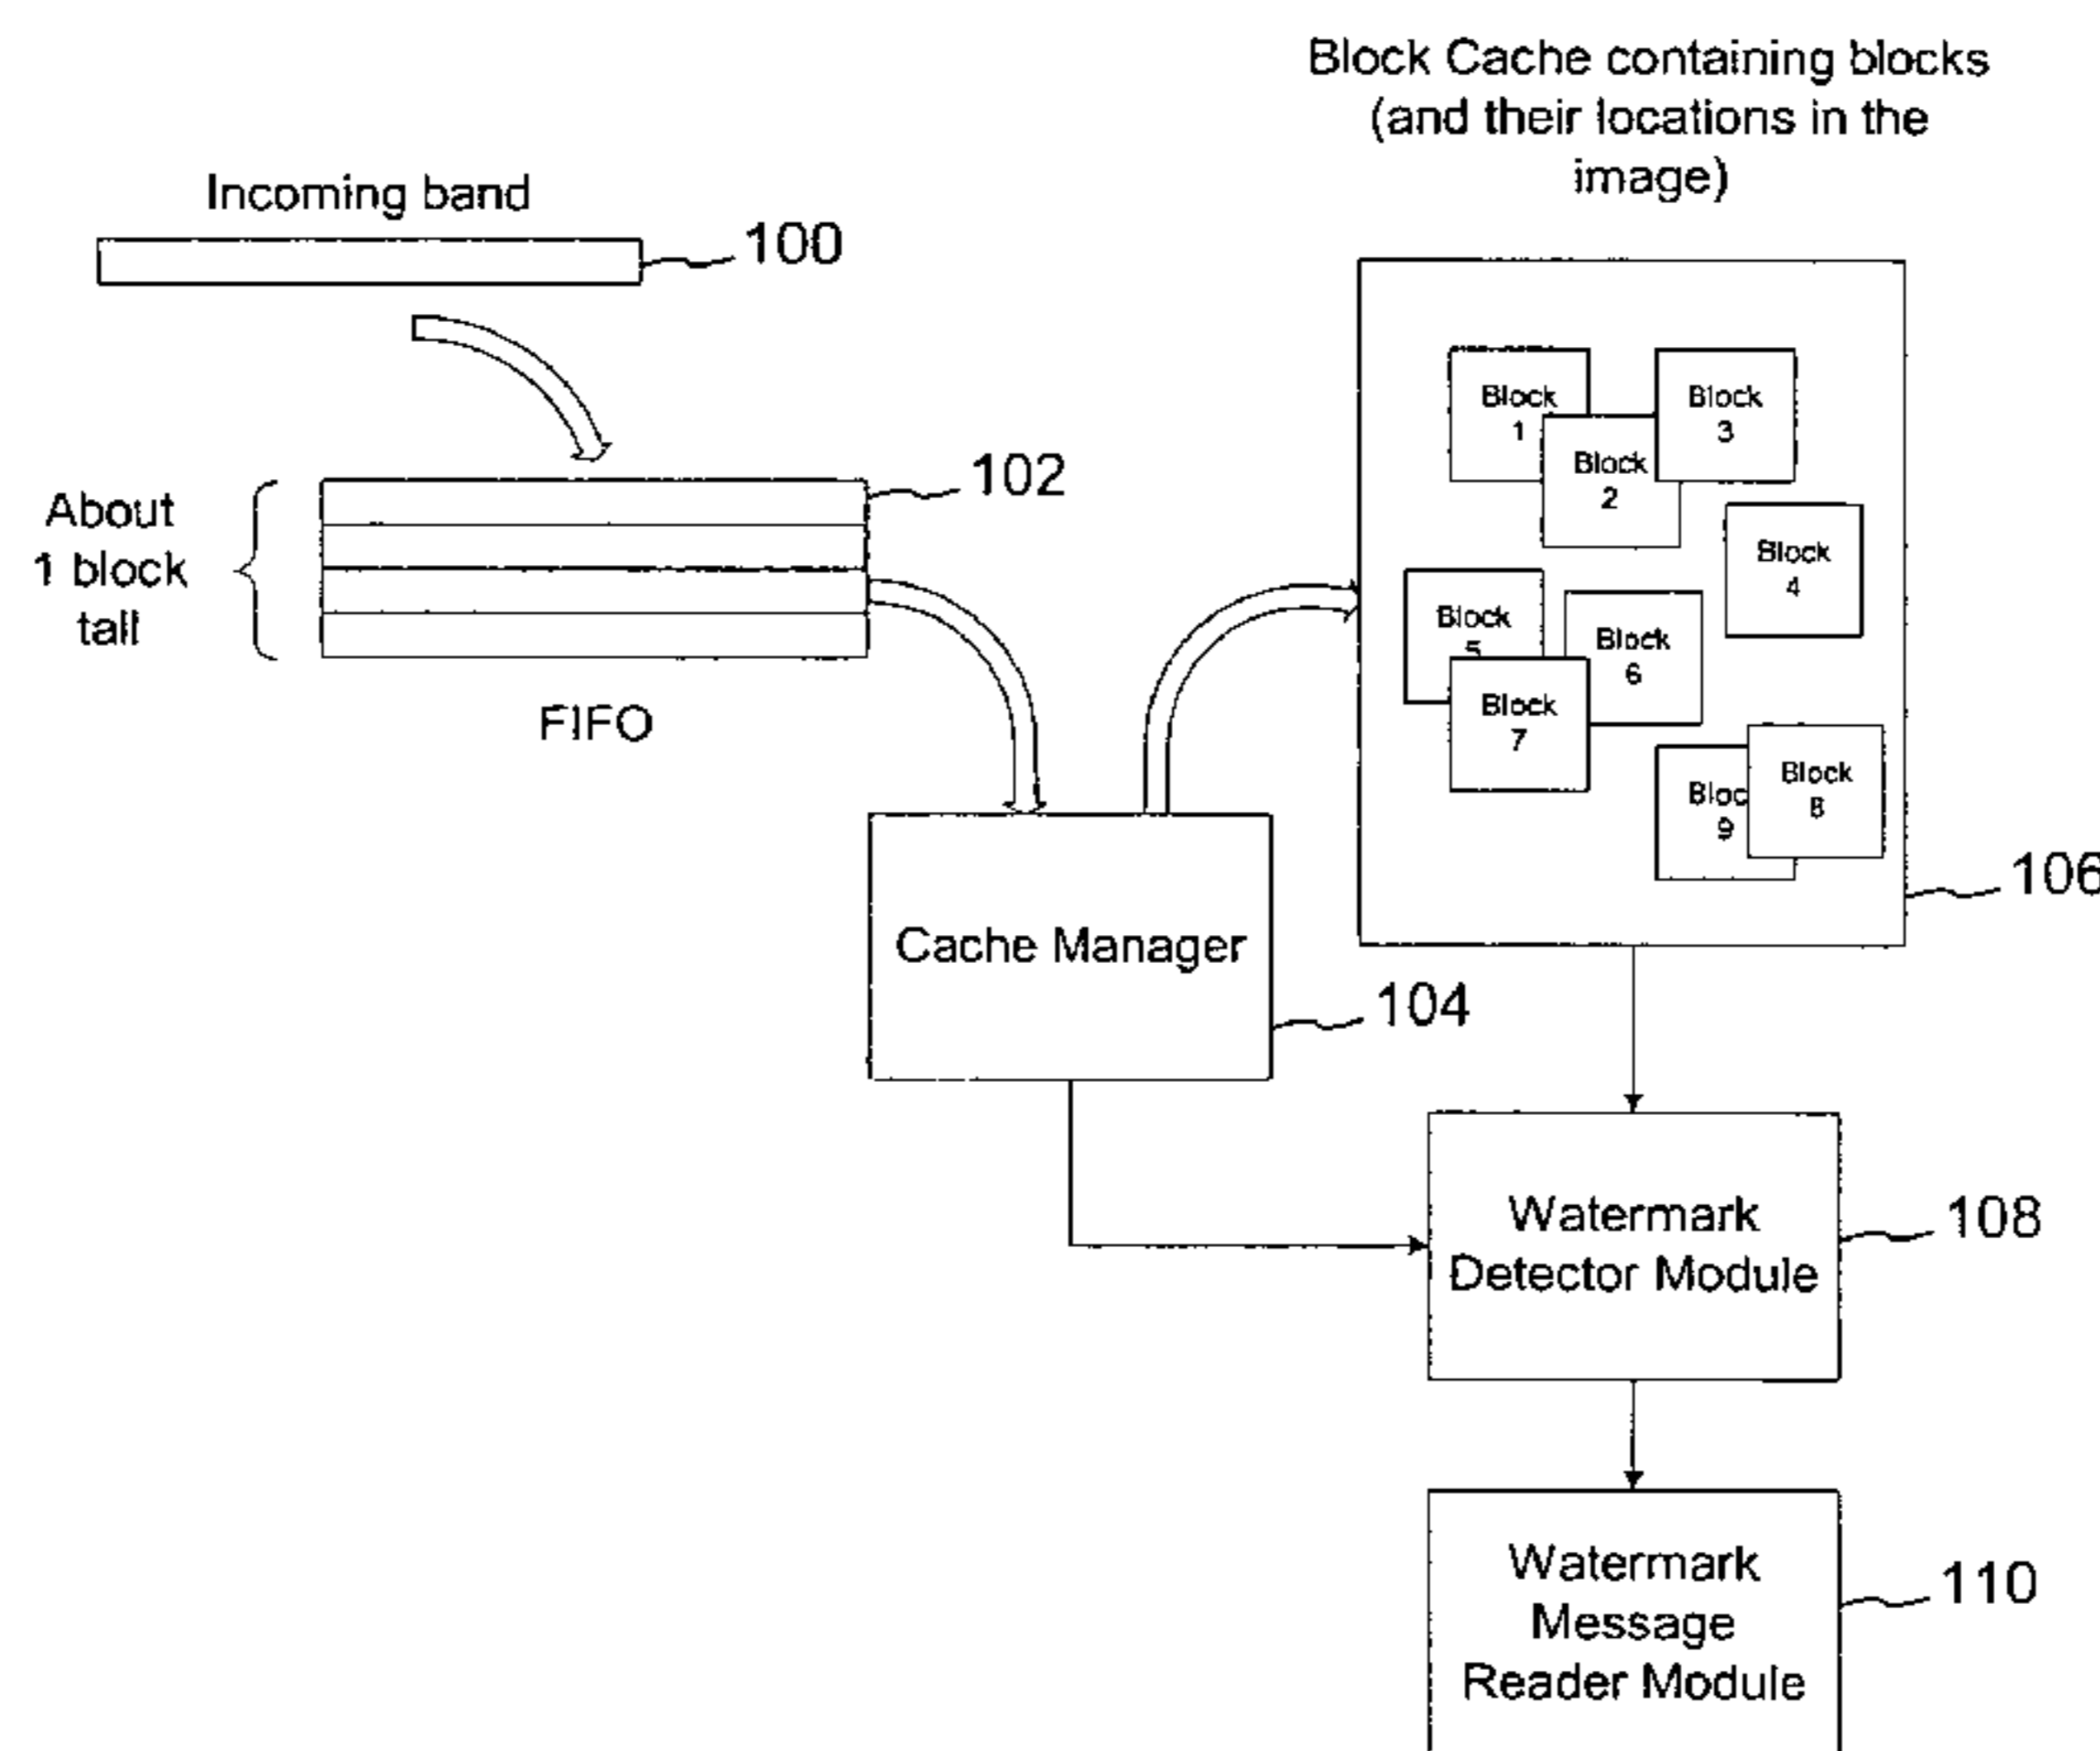 Block Cache containing blocks
(and their locations in the
image)
Incoming band
100
102
About
1 block
tall
FIFO
Block
1
Block
2
Block
3
Block
4
Block
5
Block
6
Block
7
Block
8
Bloc
9
106
Cache Manager
104
Watermark
Detector Module
108
Watermark
Message
Reader Module
110